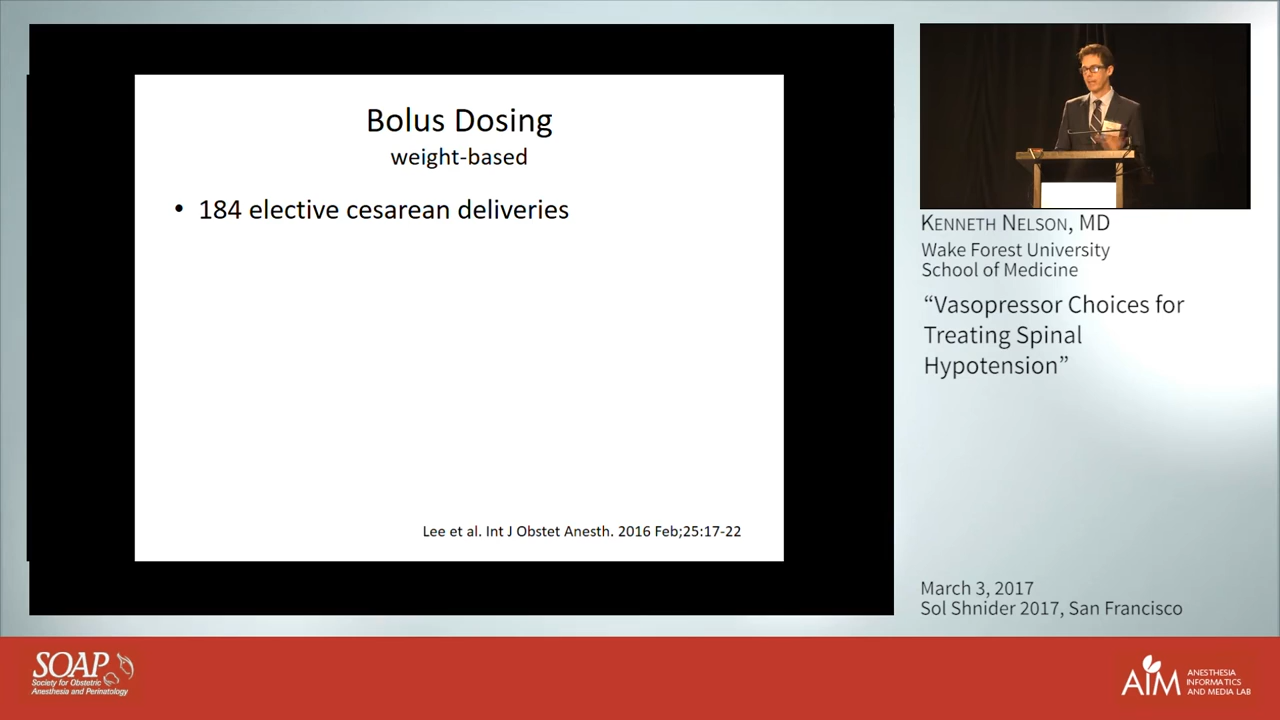 Bolus Dosing
weight-based
• 184 elective cesarean deliveries
Lee et al. Int J Obstet Anesth. 2016 Feb;25:17-22
KENNETH NELSON, MD
Wake Forest University
School of Medicine
“Vasopressor Choices for
Treating Spinal
Hypotension”
March 3, 2017
Sol Shnider 2017, San Francisco
SOAP
Society for Obstetric
Anesthesia and Perinatology
AIM
ANESTHESIA
INFORMATICS
AND MEDIA LAB